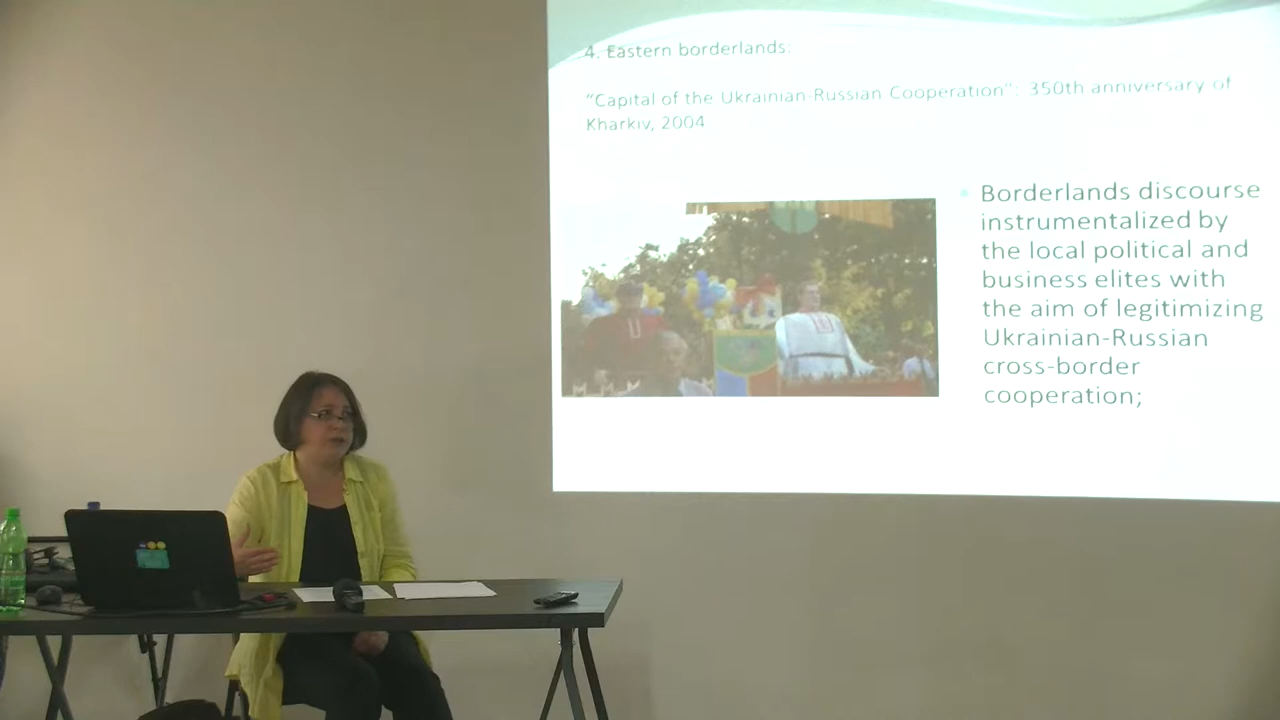 4. Eastern borderlands:
“Capital of the Ukrainian-Russian Cooperation”: 350th anniversary of
Kharkiv, 2004
Borderlands discourse
instrumentalized by
the local political and
business elites with
the aim of legitimizing
Ukrainian-Russian
cross-border
cooperation;